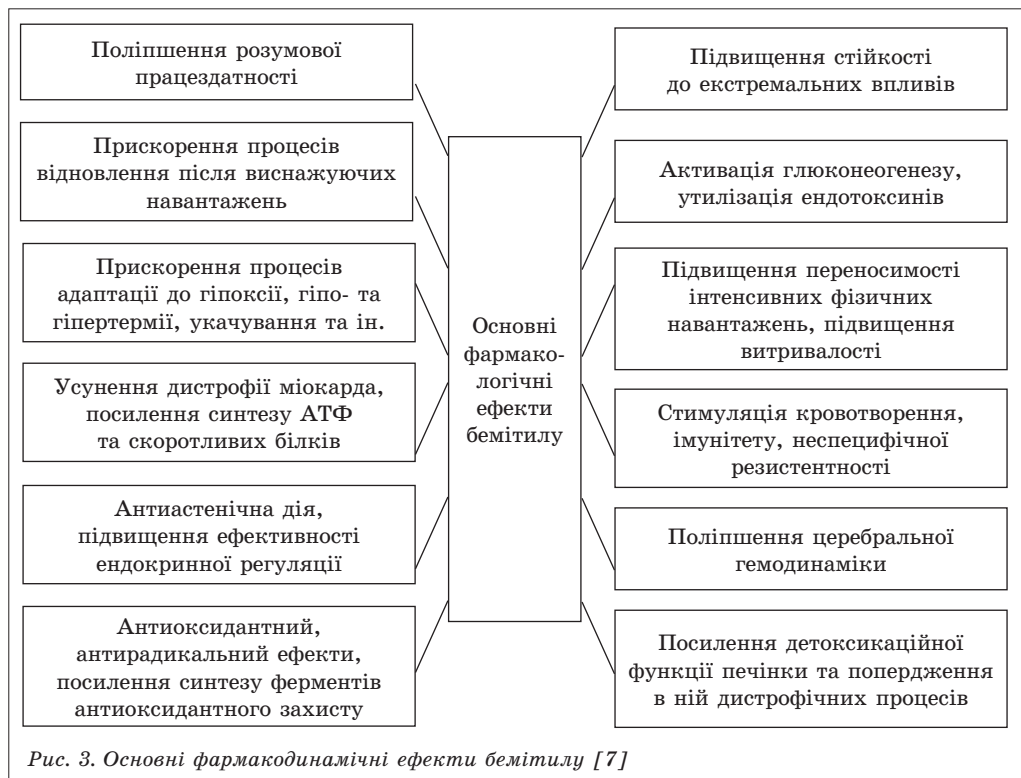 Поліпшення розумової
працездатності
Прискорення процесів
відновлення після виснажуючих
навантажень
Прискорення процесів
адаптації до гіпоксії, гіпо- та
гіпертермії, укачування та ін.
Усунення дистрофії міокарда,
посилення синтезу АТФ
та скоротливих білків
Антиастенічна дія,
підвищення ефективності
ендокринної регуляції
Антиоксидантний,
антирадикальний ефекти,
посилення синтезу ферментів
антиоксидантного захисту
Основні
фармако-
логічні
ефекти
бемітилу
Підвищення стійкості
до екстремальних впливів
Активація глюконеогенезу,
утилізація ендотоксинів
Підвищення переносимості
інтенсивних фізичних
навантажень, підвищення
витривалості
Стимуляція кровотворення,
імунітету, неспецифічної
резистентності
Поліпшення церебральної
гемодинаміки
Посилення детоксикаційної
функції печінки та попердження
в ній дистрофічних процесів
Рис. 3. Основні фармакодинамічні ефекти бемітилу [7]